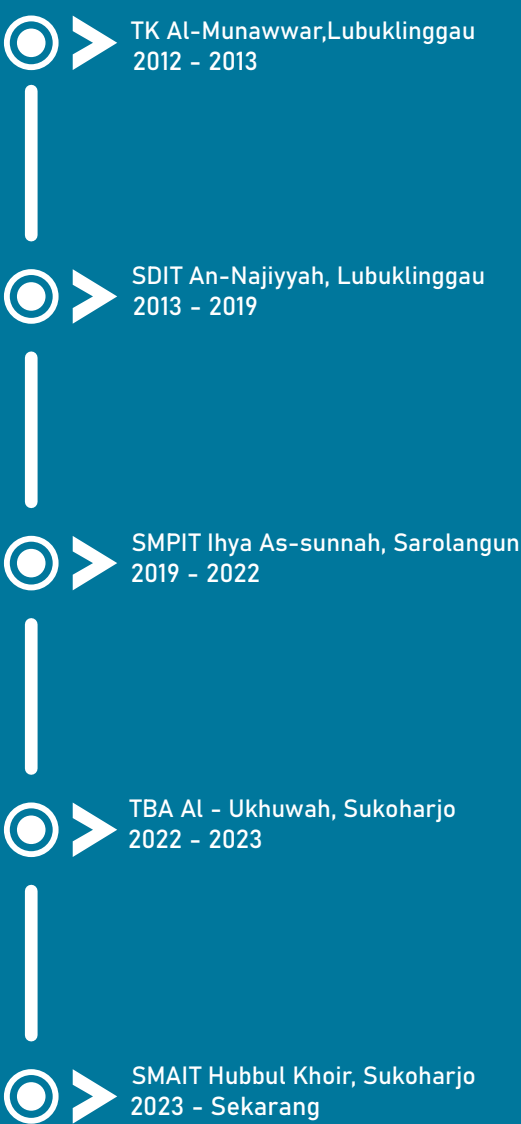 TK Al-Munawwar,Lubuklinggau
2012 - 2013
SDIT An-Najiyyah, Lubuklinggau
2013 - 2019
SMPIT Ihya As-sunnah, Sarolangun
2019 - 2022
TBA Al - Ukhuwah, Sukoharjo
2022 - 2023
SMAIT Hubbul Khoir, Sukoharjo
2023 - Sekarang